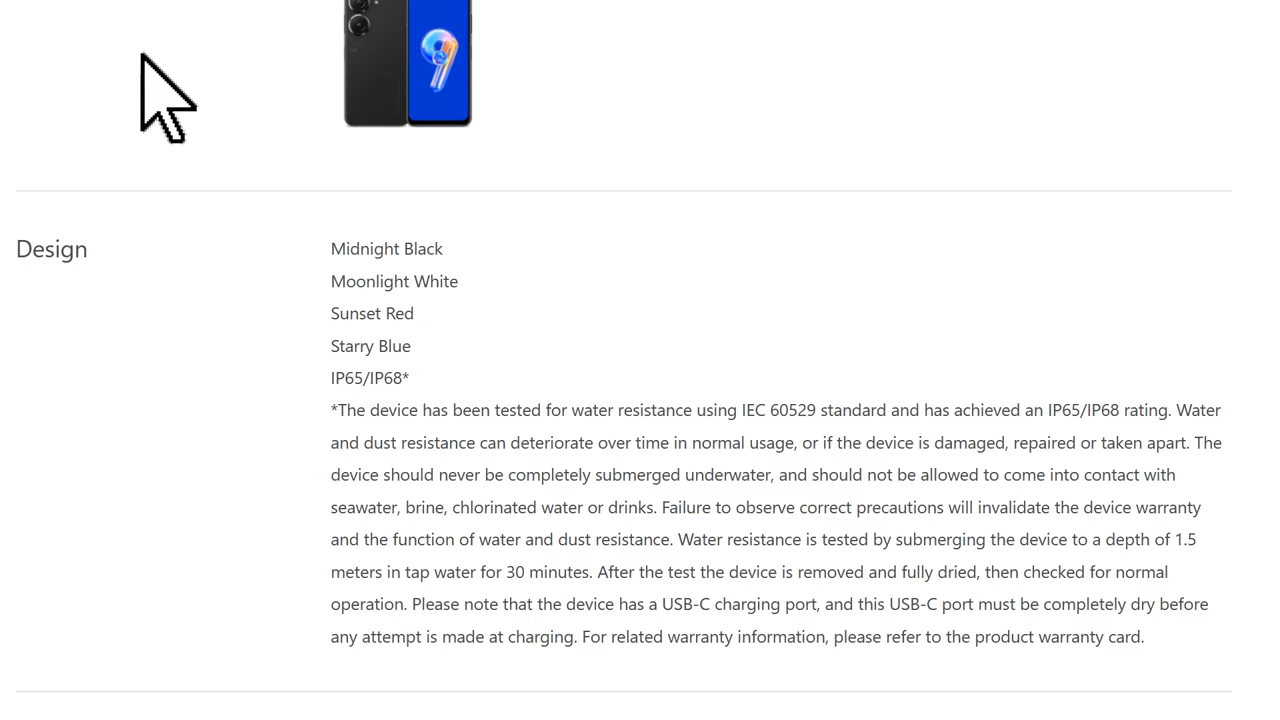 9
Design
Midnight Black
Moonlight White
Sunset Red
Starry Blue
IP65/IP68*
*The device has been tested for water resistance using IEC 60529 standard and has achieved an IP65/IP68 rating. Water
and dust resistance can deteriorate over time in normal usage, or if the device is damaged, repaired or taken apart. The
device should never be completely submerged underwater, and should not be allowed to come into contact with
seawater, brine, chlorinated water or drinks. Failure to observe correct precautions will invalidate the device warranty
and the function of water and dust resistance. Water resistance is tested by submerging the device to a depth of 1.5
meters in tap water for 30 minutes. After the test the device is removed and fully dried, then checked for normal
operation. Please note that the device has a USB-C charging port, and this USB-C port must be completely dry before
any attempt is made at charging. For related warranty information, please refer to the product warranty card.